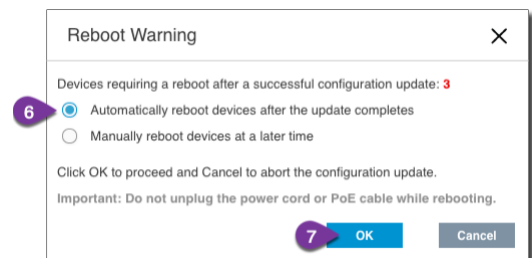 Reboot Warning
Devices requiring a reboot after a successful configuration update: 3
6
Automatically reboot devices after the update completes
Manually reboot devices at a later time
Click OK to proceed and Cancel to abort the configuration update.
Important: Do not unplug the power cord or PoE cable while rebooting.
7
OK
Cancel